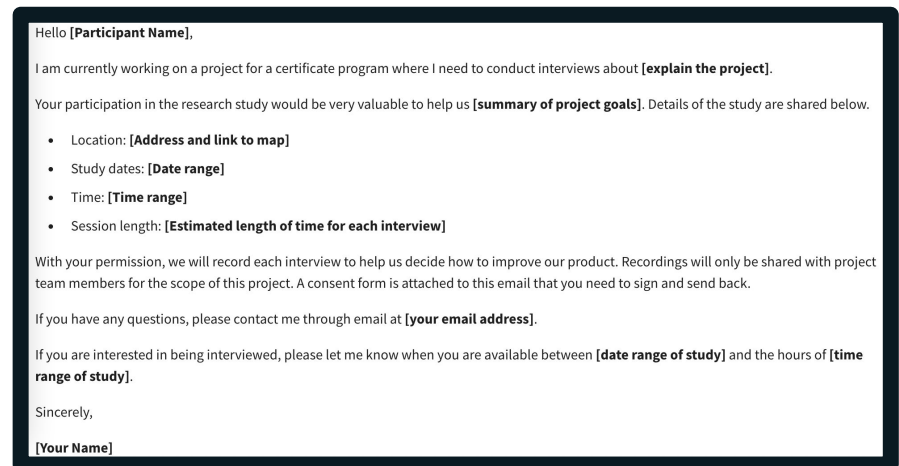 Hello [Participant Name],
I am currently working on a project for a certificate program where I need to conduct interviews about [explain the project].
Your participation in the research study would be very valuable to help us [summary of project goals]. Details of the study are shared below.
• Location: [Address and link to map]
• Study dates: [Date range]
• Time: [Time range]
• Session length: [Estimated length of time for each interview]
With your permission, we will record each interview to help us decide how to improve our product. Recordings will only be shared with project
team members for the scope of this project. A consent form is attached to this email that you need to sign and send back.
If you have any questions, please contact me through email at [your email address].
If you are interested in being interviewed, please let me know when you are available between [date range of study] and the hours of [time
range of study].
Sincerely,
[Your Name]